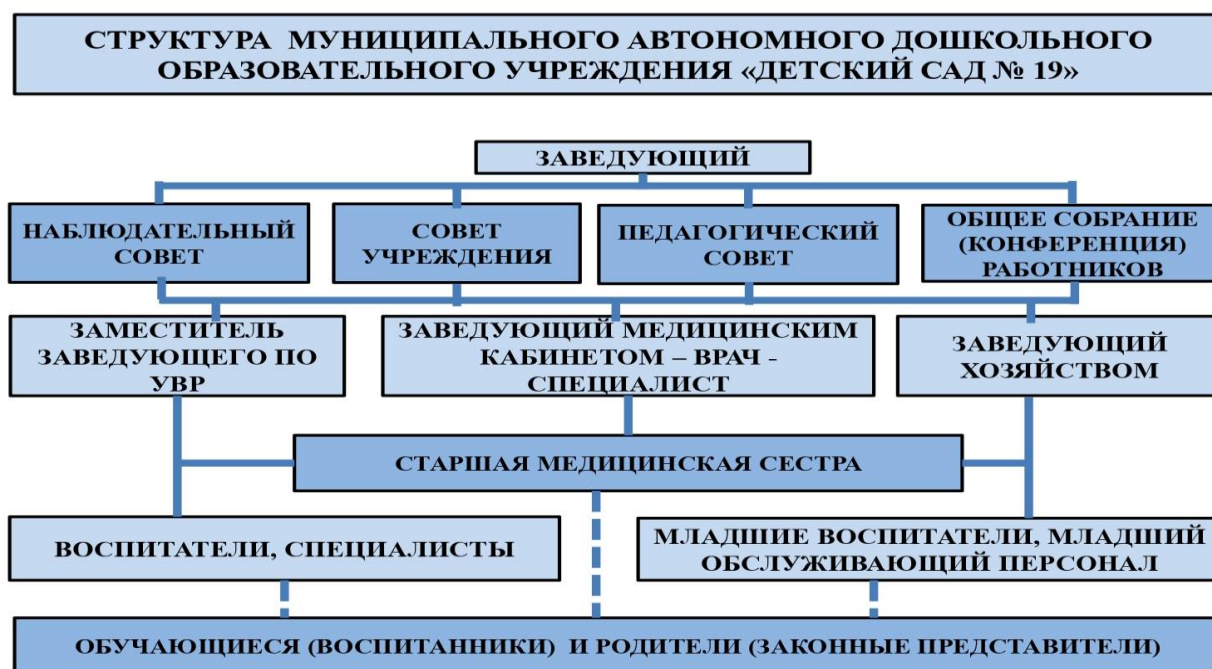 СТРУКТУРА МУНИЦИПАЛЬНОГО АВТОНОМНОГО ДОШКОЛЬНОГО
ОБРАЗОВАТЕЛЬНОГО УЧРЕЖДЕНИЯ «ДЕТСКИЙ САД № 19»
ЗАВЕДУЮЩИЙ
НАБЛЮДАТЕЛЬНЫЙ
СОВЕТ
СОВЕТ
УЧРЕЖДЕНИЯ
ПЕДАГОГИЧЕСКИЙ
СОВЕТ
ОБЩЕЕ СОБРАНИЕ
(КОНФЕРЕНЦИЯ)
РАБОТНИКОВ
ЗАМЕСТИТЕЛЬ
ЗАВЕДУЮЩЕГО ПО
УВР
ЗАВЕДУЮЩИЙ МЕДИЦИНСКИМ
КАБИНЕТОМ – ВРАЧ -
СПЕЦИАЛИСТ
ЗАВЕДУЮЩИЙ
ХОЗЯЙСТВОМ
СТАРШАЯ МЕДИЦИНСКАЯ СЕСТРА
ВОСПИТАТЕЛИ, СПЕЦИАЛИСТЫ
МЛАДШИЕ ВОСПИТАТЕЛИ, МЛАДШИЙ
ОБСЛУЖИВАЮЩИЙ ПЕРСОНАЛ
ОБУЧАЮЩИЕСЯ (ВОСПИТАННИКИ) И РОДИТЕЛИ (ЗАКОННЫЕ ПРЕДСТАВИТЕЛИ)